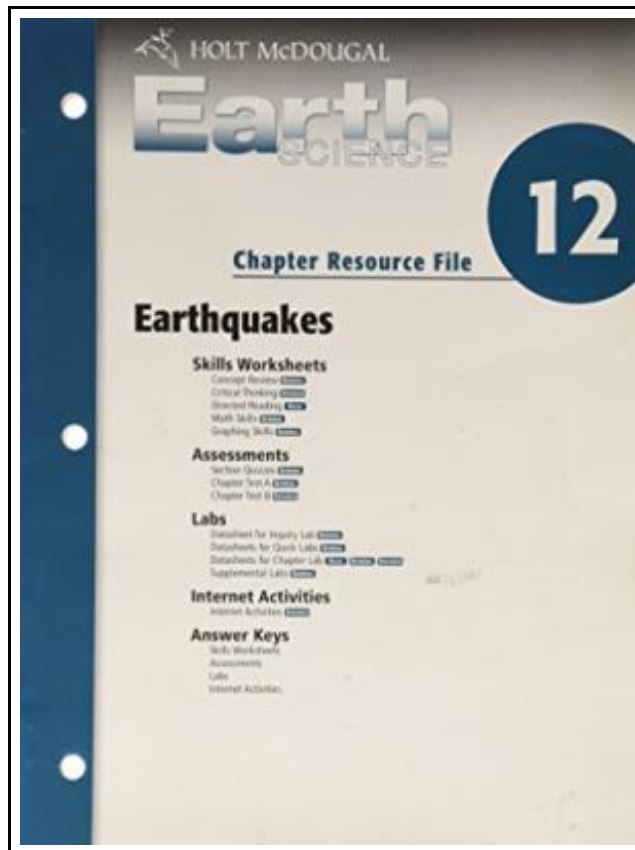 HOLT McDOUGAL
Earth
SCIENCE
12
Chapter Resource File
Earthquakes
Skills Worksheets
Concept Review
Critical Thinking
Directed Reading
Math Skills
Graphing Skills
Assessments
Section Quizzes
Chapter Test A
Chapter Test B
Labs
Datasheet for Inquiry Lab
Datasheets for Quick Labs
Datasheets for Chapter Lab
Supplemental Labs
Internet Activities
Internet Activities
Answer Keys
Skills Worksheets
Assessments
Labs
Internet Activities